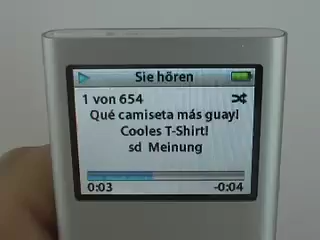 Sie hören
1 von 654
Qué camiseta más guay!
Cooles T-Shirt!
sd Meinung
0:03 -0:04